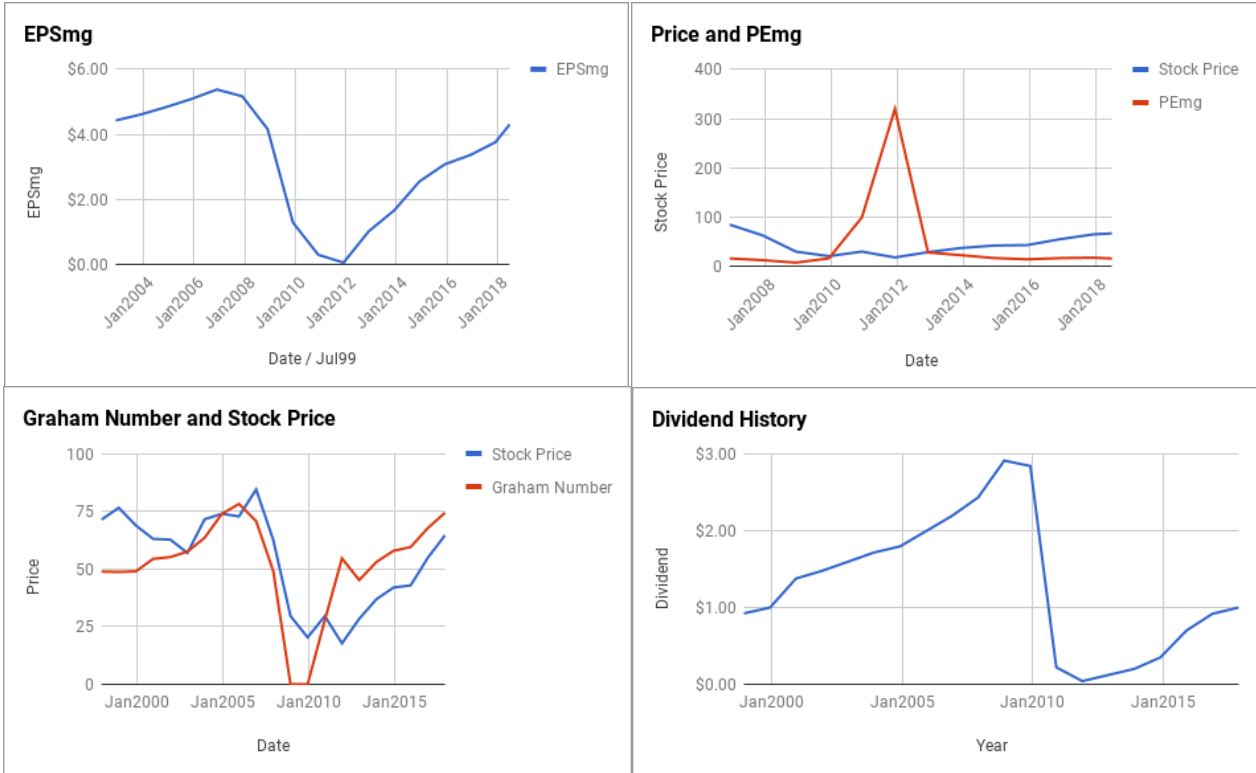 EPSmg
$6.00
$4.00
$2.00
$0.00
EPSmg
Jan2004
Jan2006
Jan2008
Jan2010
Jan2012
Jan2014
Jan2016
Jan2018
Date / Jul99
EPSmg
Price and PEmg
400
300
200
100
0
Stock Price
Jan2008
Jan2010
Jan2012
Jan2014
Jan2016
Jan2018
Date
Stock Price
PEmg
Graham Number and Stock Price
100
75
50
25
0
Price
Jan2000
Jan2005
Jan2010
Jan2015
Date
Stock Price
Graham Number
Dividend History
$3.00
$2.00
$1.00
$0.00
Dividend
Jan2000
Jan2005
Jan2010
Jan2015
Year